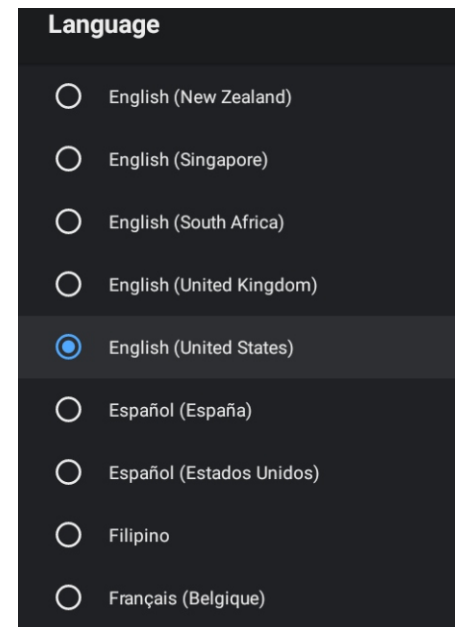 Language
English (New Zealand)
English (Singapore)
English (South Africa)
English (United Kingdom)
English (United States)
Español (España)
Español (Estados Unidos)
Filipino
Français (Belgique)